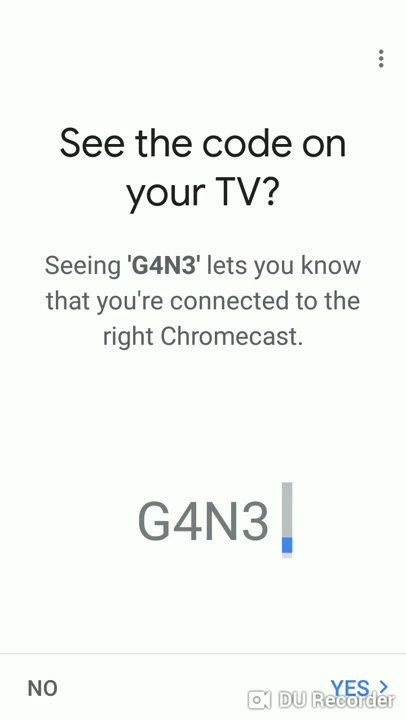 See the code on
your TV?
Seeing 'G4N3' lets you know
that you're connected to the
right Chromecast.
G4N3
NO
YES
DU Recorder